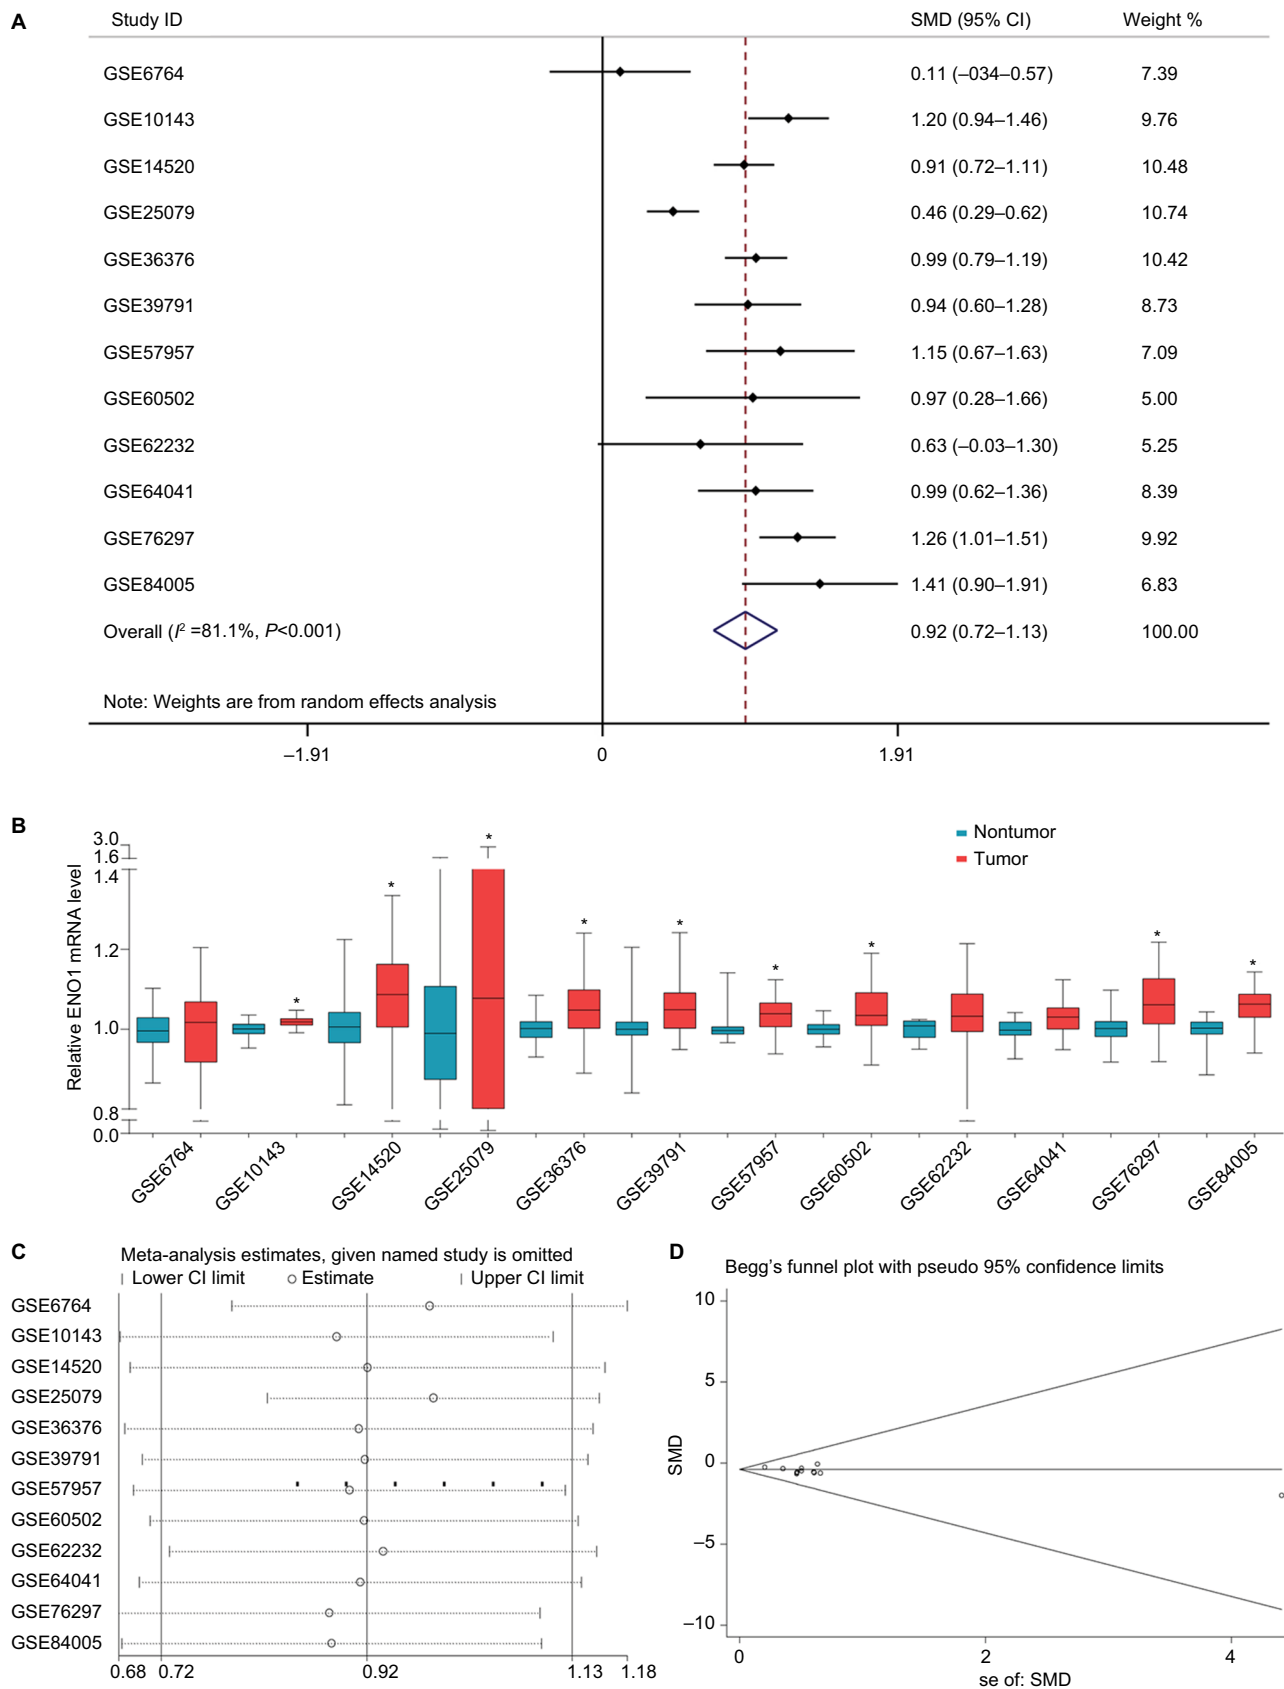 A
Study ID SMD (95% CI) Weight %
GSE6764 0.11 (–034–0.57) 7.39
GSE10143 1.20 (0.94–1.46) 9.76
GSE14520 0.91 (0.72–1.11) 10.48
GSE25079 0.46 (0.29–0.62) 10.74
GSE36376 0.99 (0.79–1.19) 10.42
GSE39791 0.94 (0.60–1.28) 8.73
GSE57957 1.15 (0.67–1.63) 7.09
GSE60502 0.97 (0.28–1.66) 5.00
GSE62232 0.63 (–0.03–1.30) 5.25
GSE64041 0.99 (0.62–1.36) 8.39
GSE76297 1.26 (1.01–1.51) 9.92
GSE84005 1.41 (0.90–1.91) 6.83
Overall (I² =81.1%, P<0.001) 0.92 (0.72–1.13) 100.00
Note: Weights are from random effects analysis
–1.91 0 1.91
B
Relative ENO1 mRNA level
3.0
1.6
1.4
1.2
1.0
0.8
0.0
Nontumor
Tumor
* * * * * * * * *
GSE6764 GSE10143 GSE14520 GSE25079 GSE36376 GSE39791 GSE57957 GSE60502 GSE62232 GSE64041 GSE76297 GSE84005
C
Meta-analysis estimates, given named study is omitted
Lower CI limit Estimate Upper CI limit
GSE6764
GSE10143
GSE14520
GSE25079
GSE36376
GSE39791
GSE57957
GSE60502
GSE62232
GSE64041
GSE76297
GSE84005
0.68 0.72 0.92 1.13 1.18
D
Begg's funnel plot with pseudo 95% confidence limits
SMD
10
5
0
–5
–10
0 2 4
se of: SMD